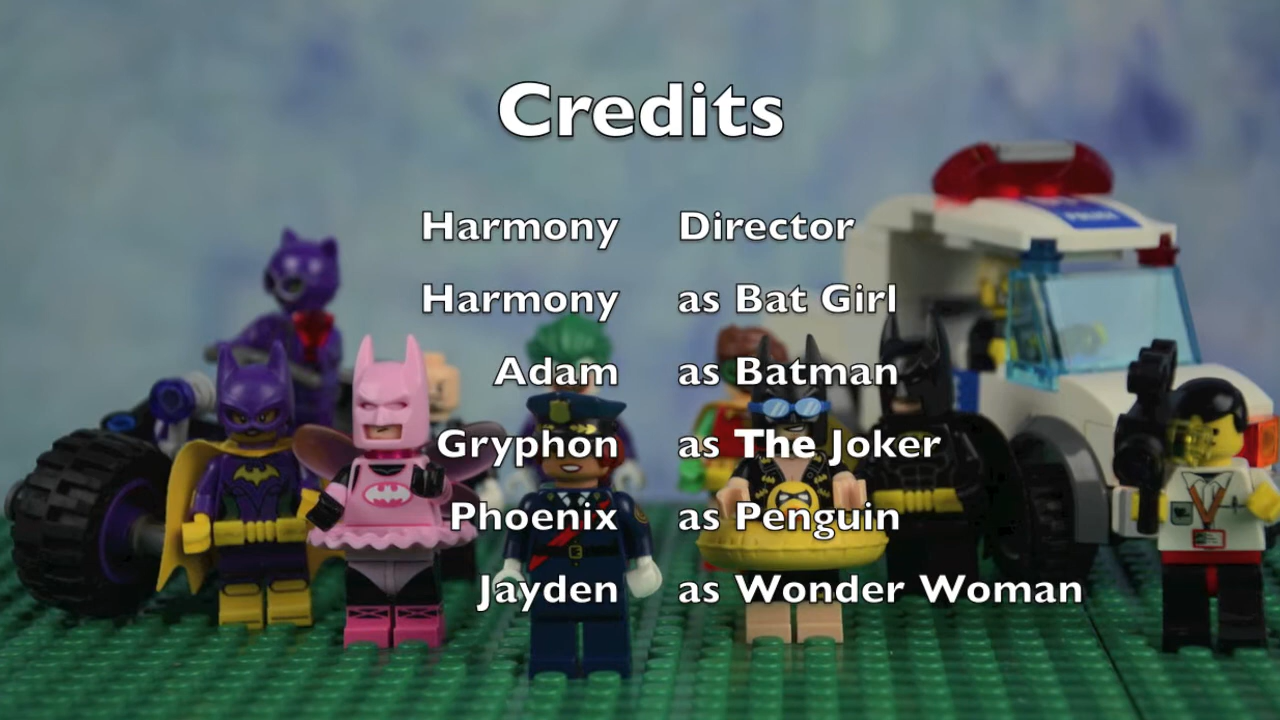 Credits
Harmony Director
Harmony as Bat Girl
Adam as Batman
Gryphon as The Joker
Phoenix as Penguin
Jayden as Wonder Woman